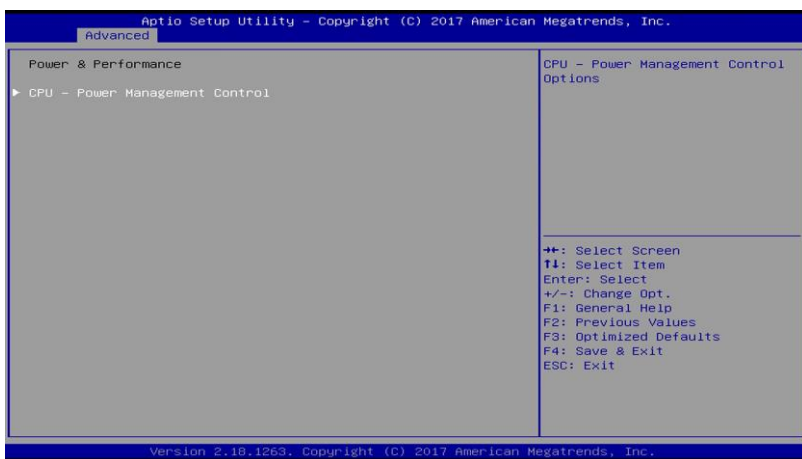 Aptio Setup Utility – Copyright (C) 2017 American Megatrends, Inc.
Advanced
Power & Performance
▶ CPU – Power Management Control
CPU – Power Management Control
Options
→←: Select Screen
↑↓: Select Item
Enter: Select
+/-: Change Opt.
F1: General Help
F2: Previous Values
F3: Optimized Defaults
F4: Save & Exit
ESC: Exit
Version 2.18.1263. Copyright (C) 2017 American Megatrends, Inc.